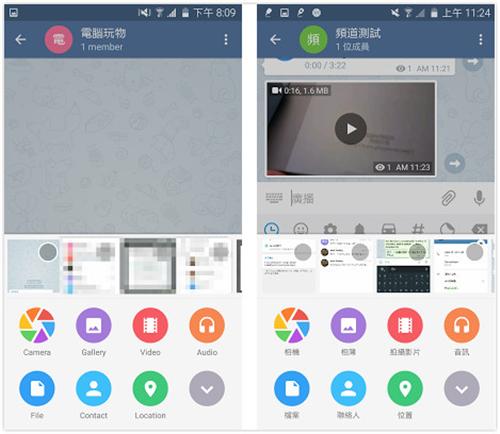 下午 8:09
電
電腦玩物
1 member
Camera
Gallery
Video
Audio
File
Contact
Location
上午 11:24
頻
頻道測試
1 位成員
0:00 / 3:22
1 AM 11:21
0:16, 1.6 MB
1 AM 11:23
廣播
相機
相簿
拍攝影片
音訊
檔案
聯絡人
位置